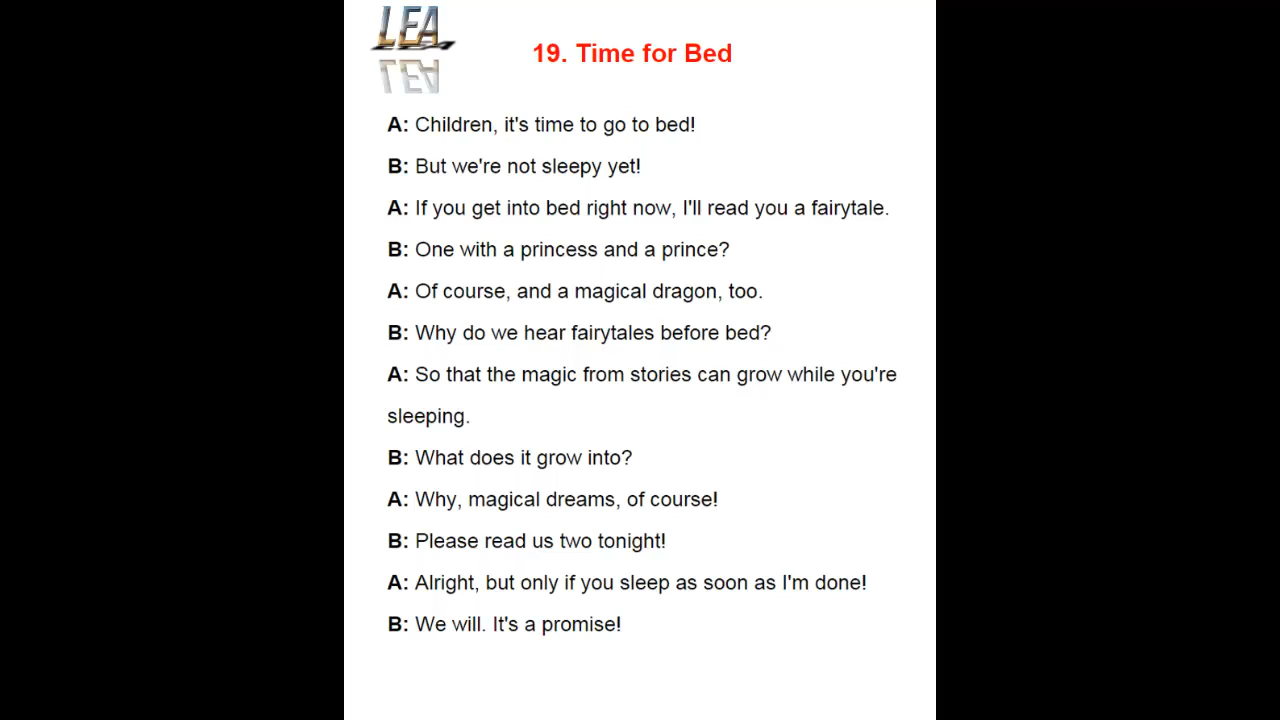 LEA
19. Time for Bed
A: Children, it's time to go to bed!
B: But we're not sleepy yet!
A: If you get into bed right now, I'll read you a fairytale.
B: One with a princess and a prince?
A: Of course, and a magical dragon, too.
B: Why do we hear fairytales before bed?
A: So that the magic from stories can grow while you're
sleeping.
B: What does it grow into?
A: Why, magical dreams, of course!
B: Please read us two tonight!
A: Alright, but only if you sleep as soon as I'm done!
B: We will. It's a promise!